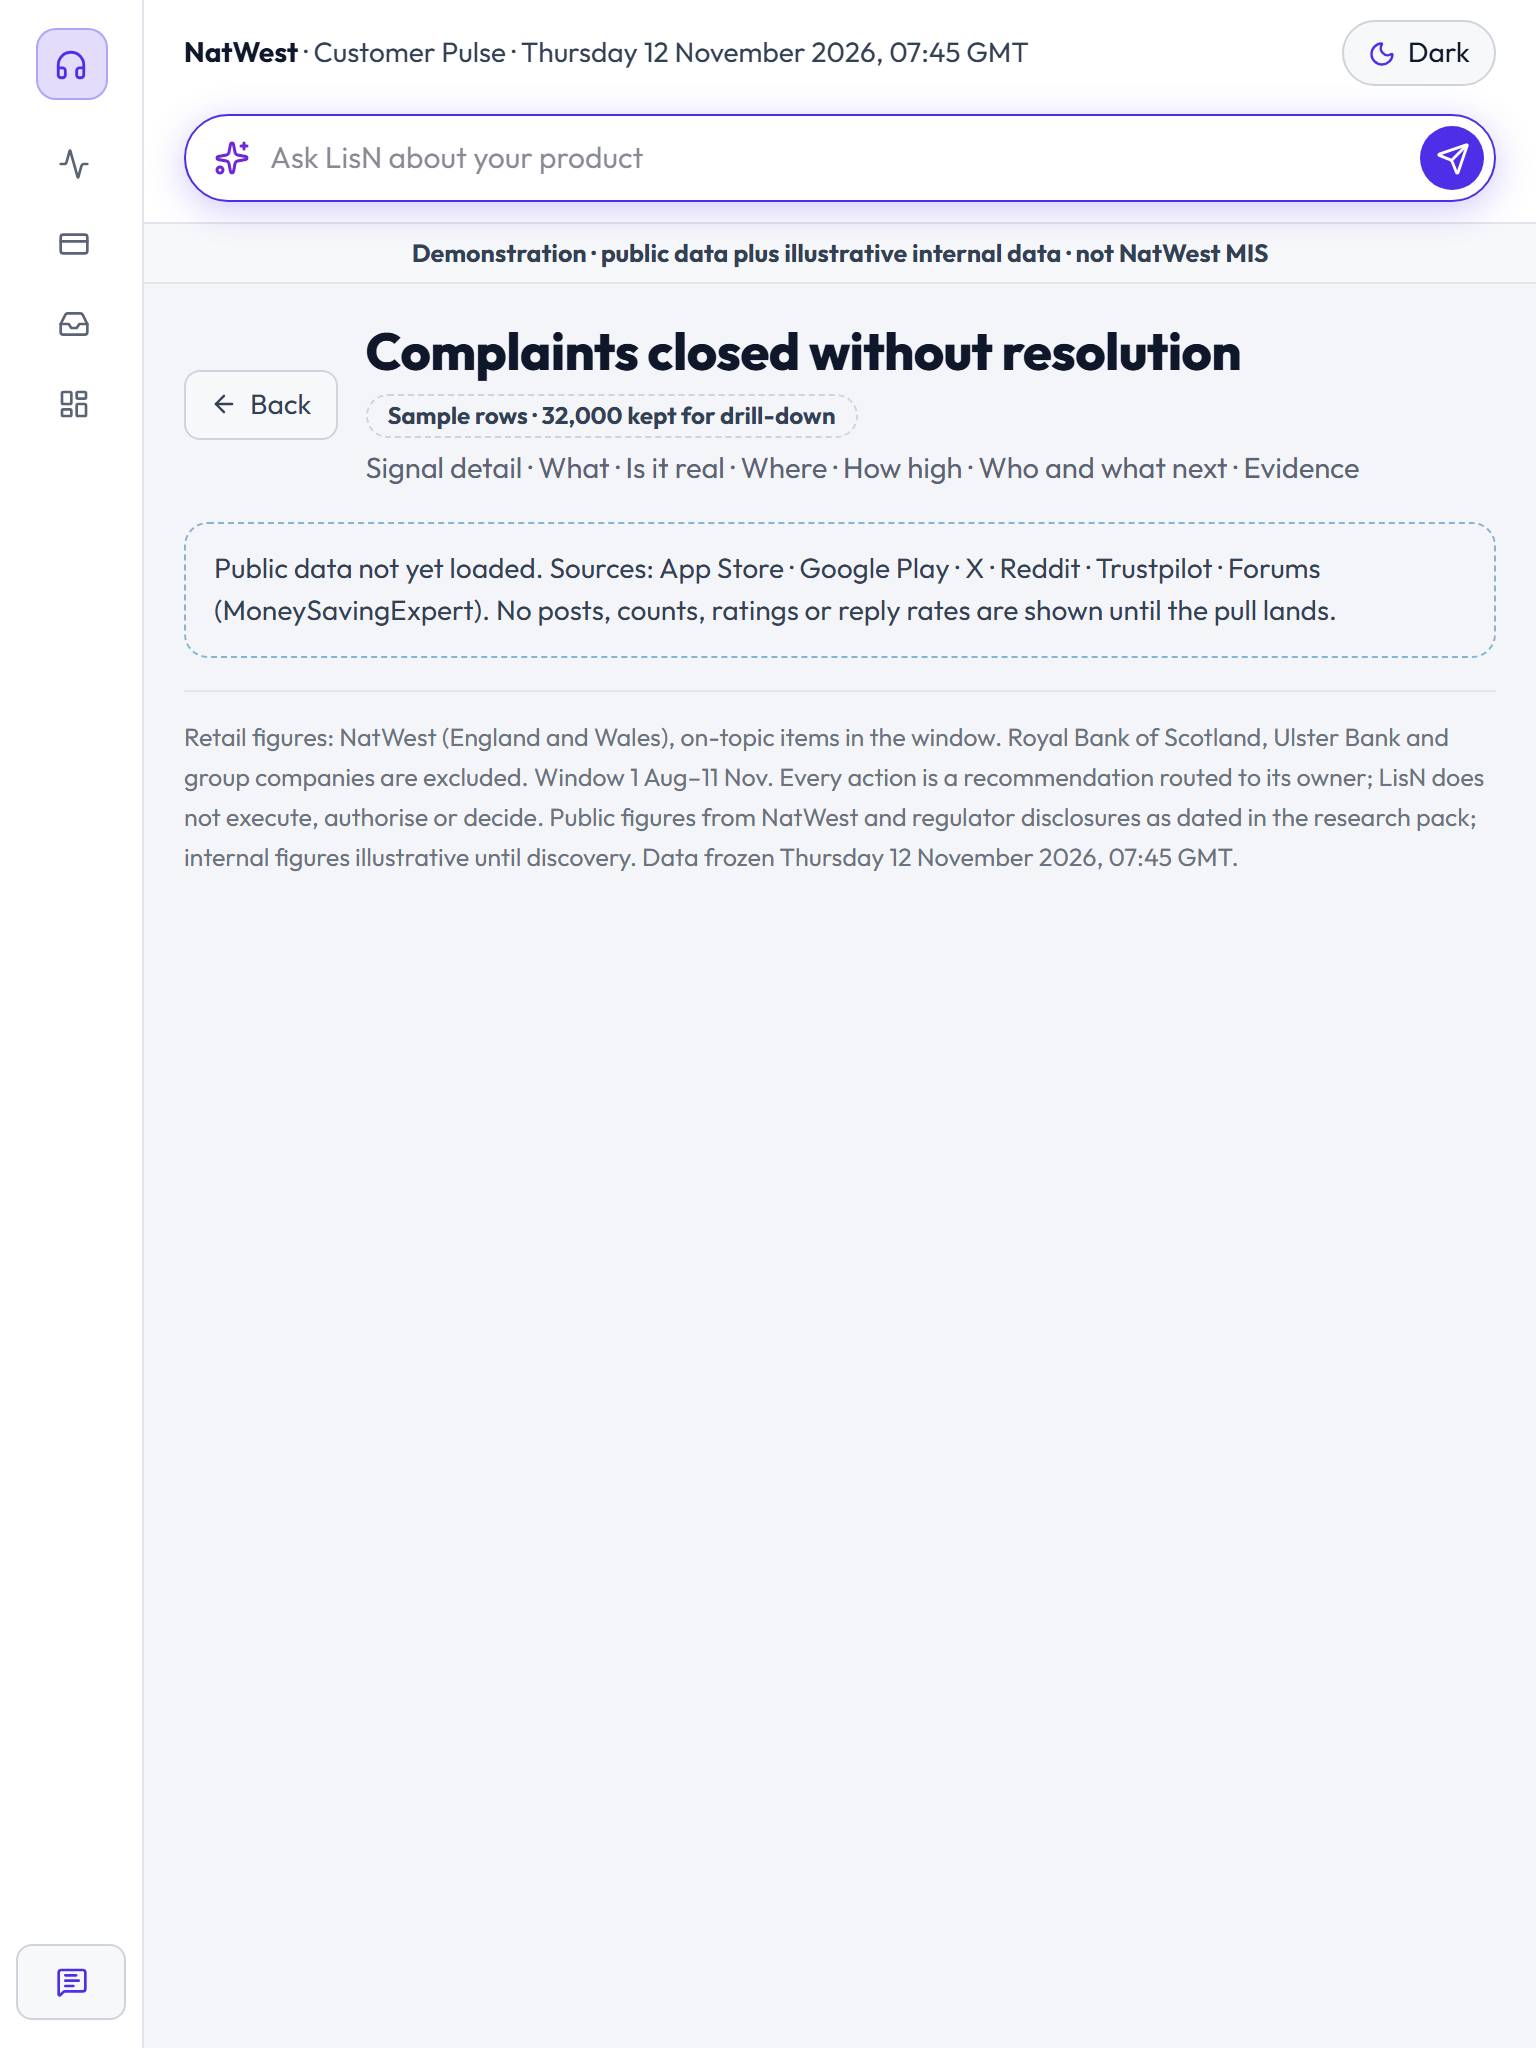 NatWest · Customer Pulse · Thursday 12 November 2026, 07:45 GMT
Dark
Ask LisN about your product
Demonstration · public data plus illustrative internal data · not NatWest MIS
Back
Complaints closed without resolution
Sample rows · 32,000 kept for drill-down
Signal detail · What · Is it real · Where · How high · Who and what next · Evidence
Public data not yet loaded. Sources: App Store · Google Play · X · Reddit · Trustpilot · Forums
(MoneySavingExpert). No posts, counts, ratings or reply rates are shown until the pull lands.
Retail figures: NatWest (England and Wales), on-topic items in the window. Royal Bank of Scotland, Ulster Bank and
group companies are excluded. Window 1 Aug–11 Nov. Every action is a recommendation routed to its owner; LisN does
not execute, authorise or decide. Public figures from NatWest and regulator disclosures as dated in the research pack;
internal figures illustrative until discovery. Data frozen Thursday 12 November 2026, 07:45 GMT.